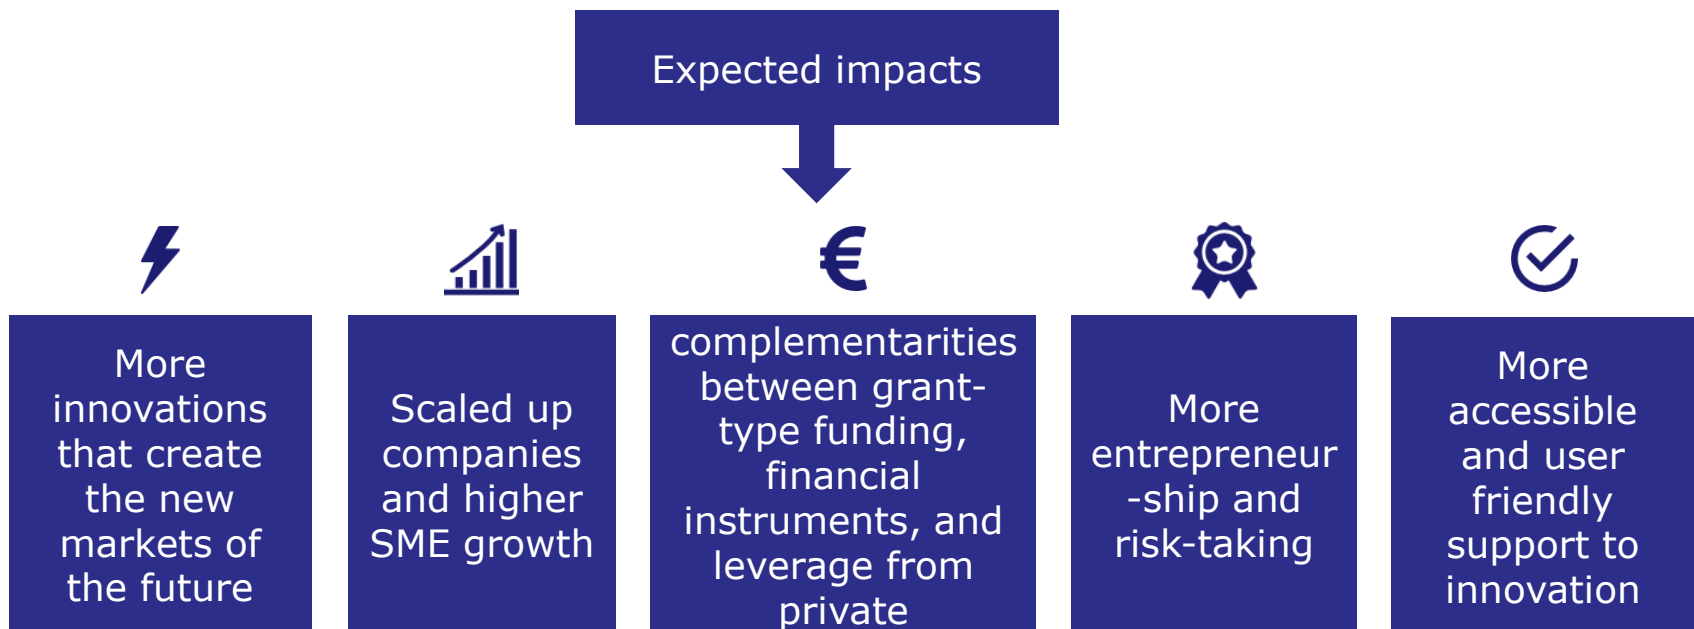 Expected impacts
€
More
innovations
that create
the new
markets of
the future
Scaled up
companies
and higher
SME growth
complementarities
between grant-
type funding,
financial
instruments, and
leverage from
private
More
entrepreneur
-ship and
risk-taking
More
accessible
and user
friendly
support to
innovation